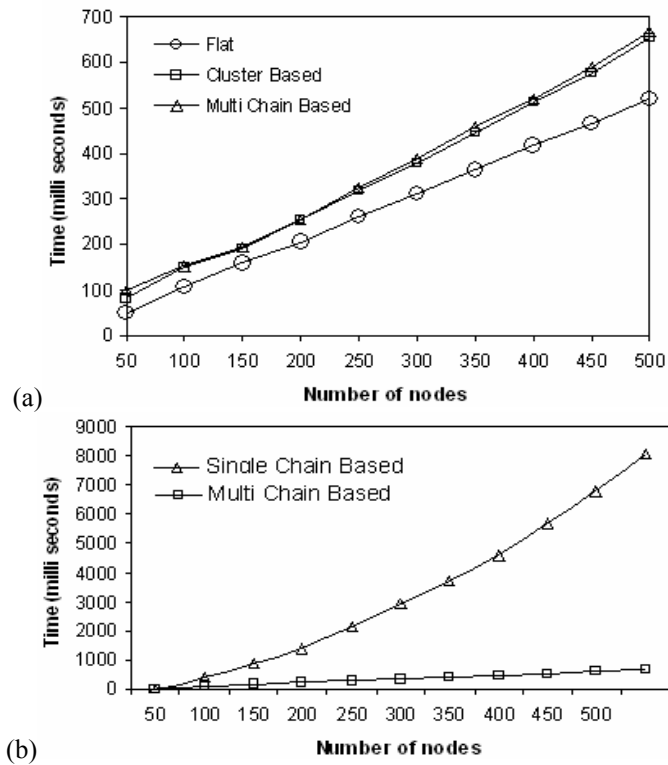 700
600
500
400
300
200
100
0
Time (milli seconds)
Flat
Cluster Based
Multi Chain Based
50 100 150 200 250 300 350 400 450 500
Number of nodes
(a)
9000
8000
7000
6000
5000
4000
3000
2000
1000
0
Time (milli seconds)
Single Chain Based
Multi Chain Based
50 100 150 200 250 300 350 400 450 500
Number of nodes
(b)